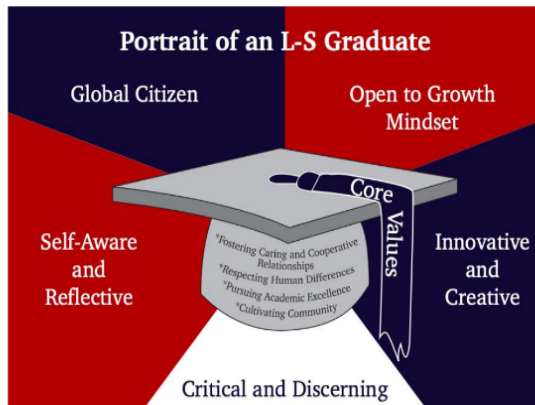 Portrait of an L-S Graduate
Global Citizen
Open to Growth
Mindset
Core
Values
Self-Aware
and
Reflective
*Fostering Caring and Cooperative
Relationships
*Respecting Human Differences
*Pursuing Academic Excellence
*Cultivating Community
Innovative
and
Creative
Critical and Discerning